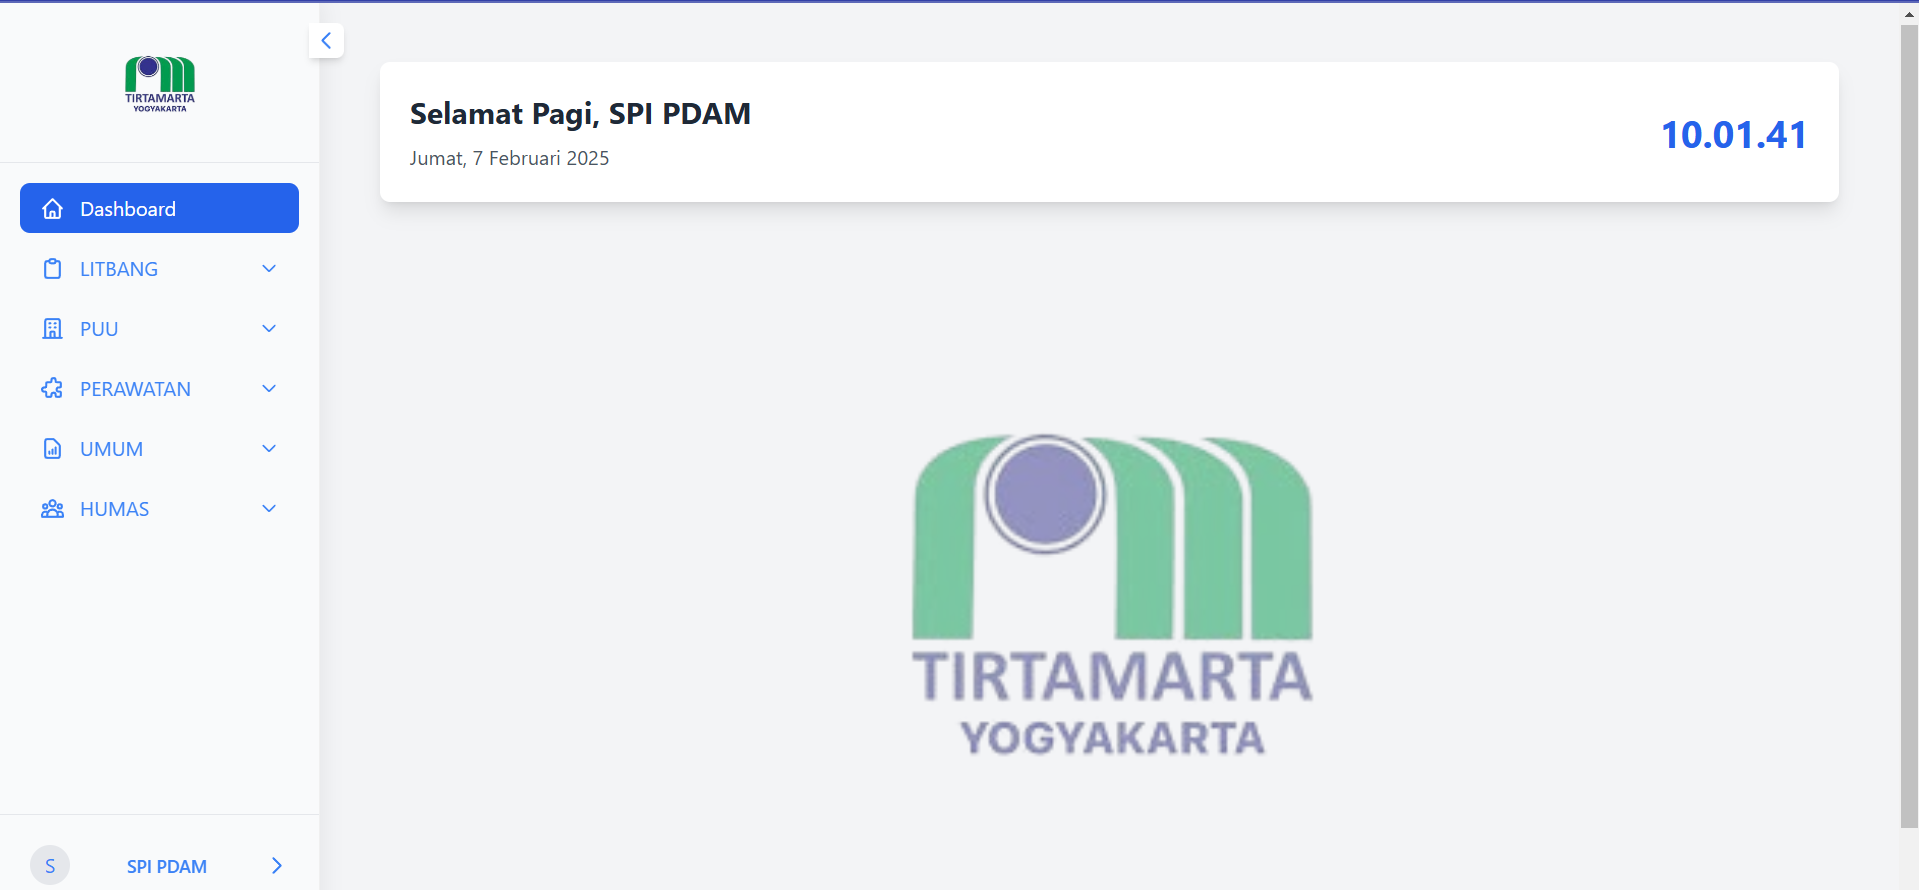 TIRTAMARTA
YOGYAKARTA
Dashboard
LITBANG
PUU
PERAWATAN
UMUM
HUMAS
S
SPI PDAM
Selamat Pagi, SPI PDAM
Jumat, 7 Februari 2025
10.01.41
TIRTAMARTA
YOGYAKARTA